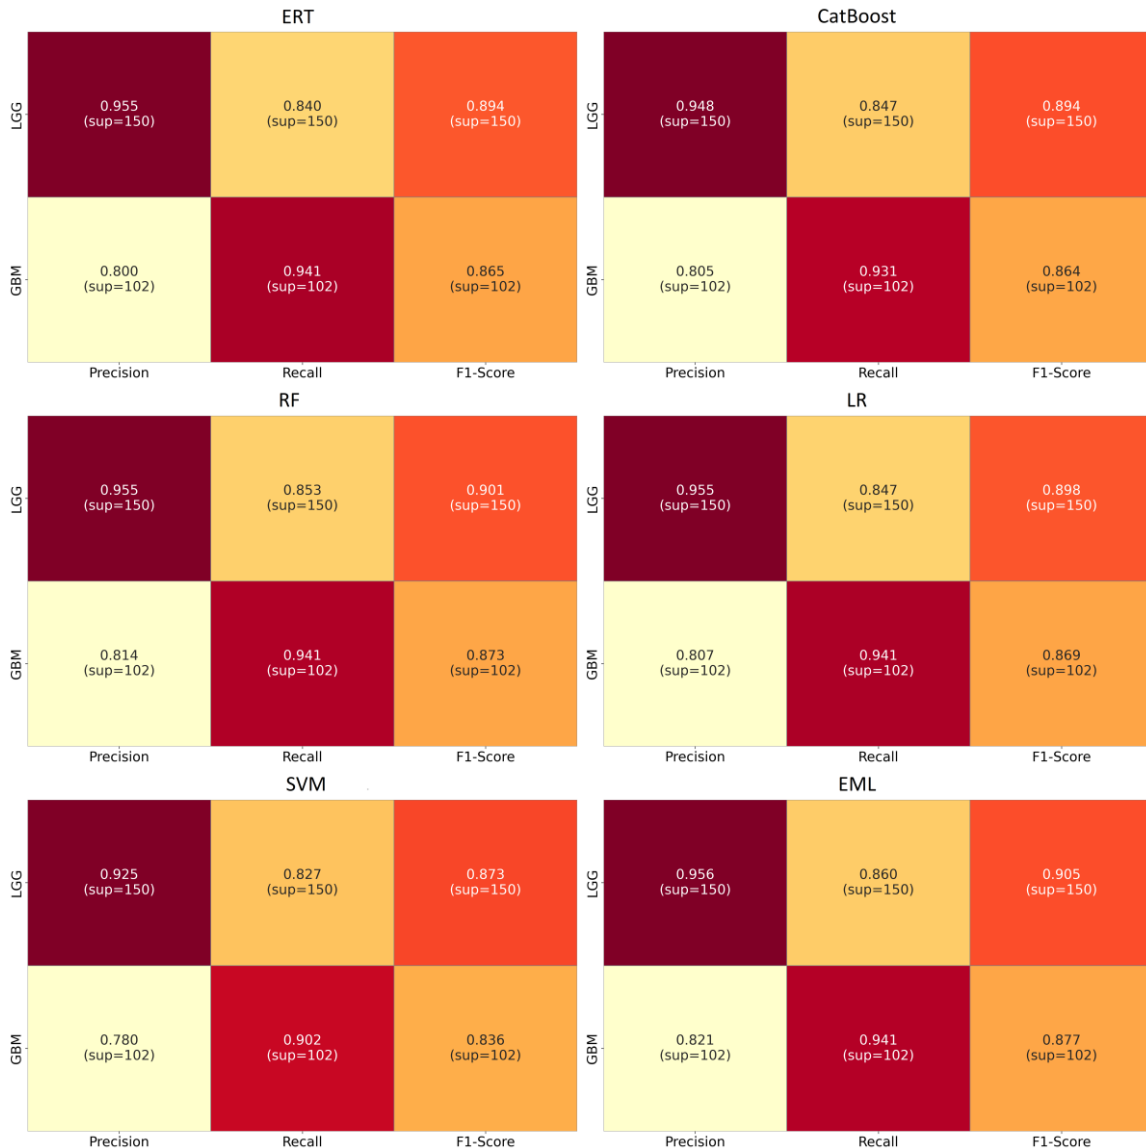 ERT
LGG
0.955
(sup=150)
0.840
(sup=150)
0.894
(sup=150)
GBM
0.800
(sup=102)
0.941
(sup=102)
0.865
(sup=102)
Precision
Recall
F1-Score
CatBoost
LGG
0.948
(sup=150)
0.847
(sup=150)
0.894
(sup=150)
GBM
0.805
(sup=102)
0.931
(sup=102)
0.864
(sup=102)
Precision
Recall
F1-Score
RF
LGG
0.955
(sup=150)
0.853
(sup=150)
0.901
(sup=150)
GBM
0.814
(sup=102)
0.941
(sup=102)
0.873
(sup=102)
Precision
Recall
F1-Score
LR
LGG
0.955
(sup=150)
0.847
(sup=150)
0.898
(sup=150)
GBM
0.807
(sup=102)
0.941
(sup=102)
0.869
(sup=102)
Precision
Recall
F1-Score
SVM
LGG
0.925
(sup=150)
0.827
(sup=150)
0.873
(sup=150)
GBM
0.780
(sup=102)
0.902
(sup=102)
0.836
(sup=102)
Precision
Recall
F1-Score
EML
LGG
0.956
(sup=150)
0.860
(sup=150)
0.905
(sup=150)
GBM
0.821
(sup=102)
0.941
(sup=102)
0.877
(sup=102)
Precision
Recall
F1-Score